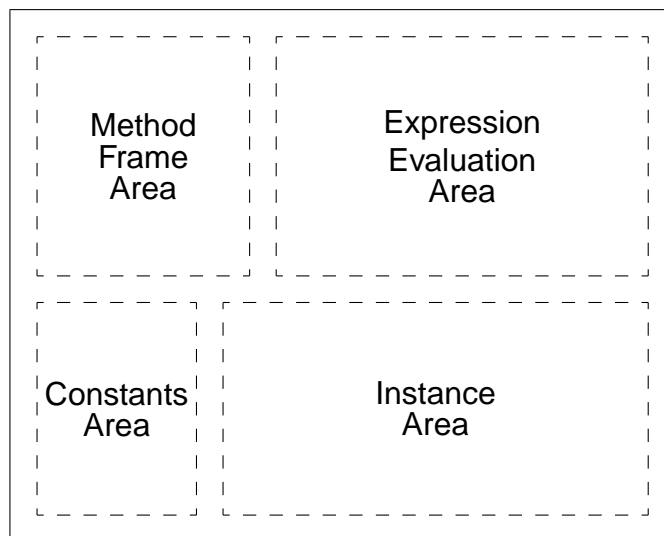 Method
Frame
Area
Expression
Evaluation
Area
Constants
Area
Instance
Area